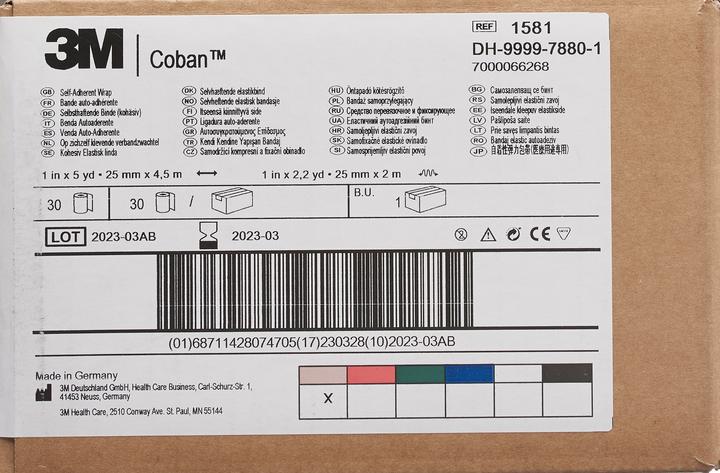 3M | Coban™
REF 1581
DH-9999-7880-1
7000066268
GB Self-Adherent Wrap
FR Bande auto-adhérente
DE Selbsthaftende Binde (kohäsiv)
IT Benda Autoaderente
ES Venda Auto-Adherente
NL Op zichzelf klevende verbandzwachtel
SE Kohesiv Elastisk linda
DK Selvhæftende elastikbind
NO Selvheftende elastisk bandasje
FI Itseensä kiinnittyvä side
PT Ligadura auto-aderente
GR Αυτοσυγκρατούμενος Επίδεσμος
TR Kendi Kendine Yapışan Bandaj
CZ Samodržící kompresní a fixační obinadlo
HU Öntapadó kötésrögzítő
PL Bandaż samoprzylegający
RU Средство перевязочное и фиксирующее
UA Еластичний аутоадгезивний бинт
HR Samoljepljivi elastični zavoj
SK Samofixačné elastické ovínadlo
SI Samosprijemljivi elastični povoj
BG Самозалепващ се бинт
RS Samolepljivi elastični zavoj
EE Iseendale kleepuv elastikside
LV Pašlīpoša saite
LT Prie savęs limpantis bintas
RO Bandaj elastic autoadeziv
JP 自着性弾力包帯(医療従事者用)
1 in x 5 yd • 25 mm x 4,5 m
1 in x 2,2 yd • 25 mm x 2 m
30 30 / B.U. 1
LOT 2023-03AB 2023-03 CE
(01)68711428074705(17)230328(10)2023-03AB
Made in Germany
3M Deutschland GmbH, Health Care Business, Carl-Schurz-Str. 1,
41453 Neuss, Germany
3M Health Care, 2510 Conway Ave. St. Paul, MN 55144
X